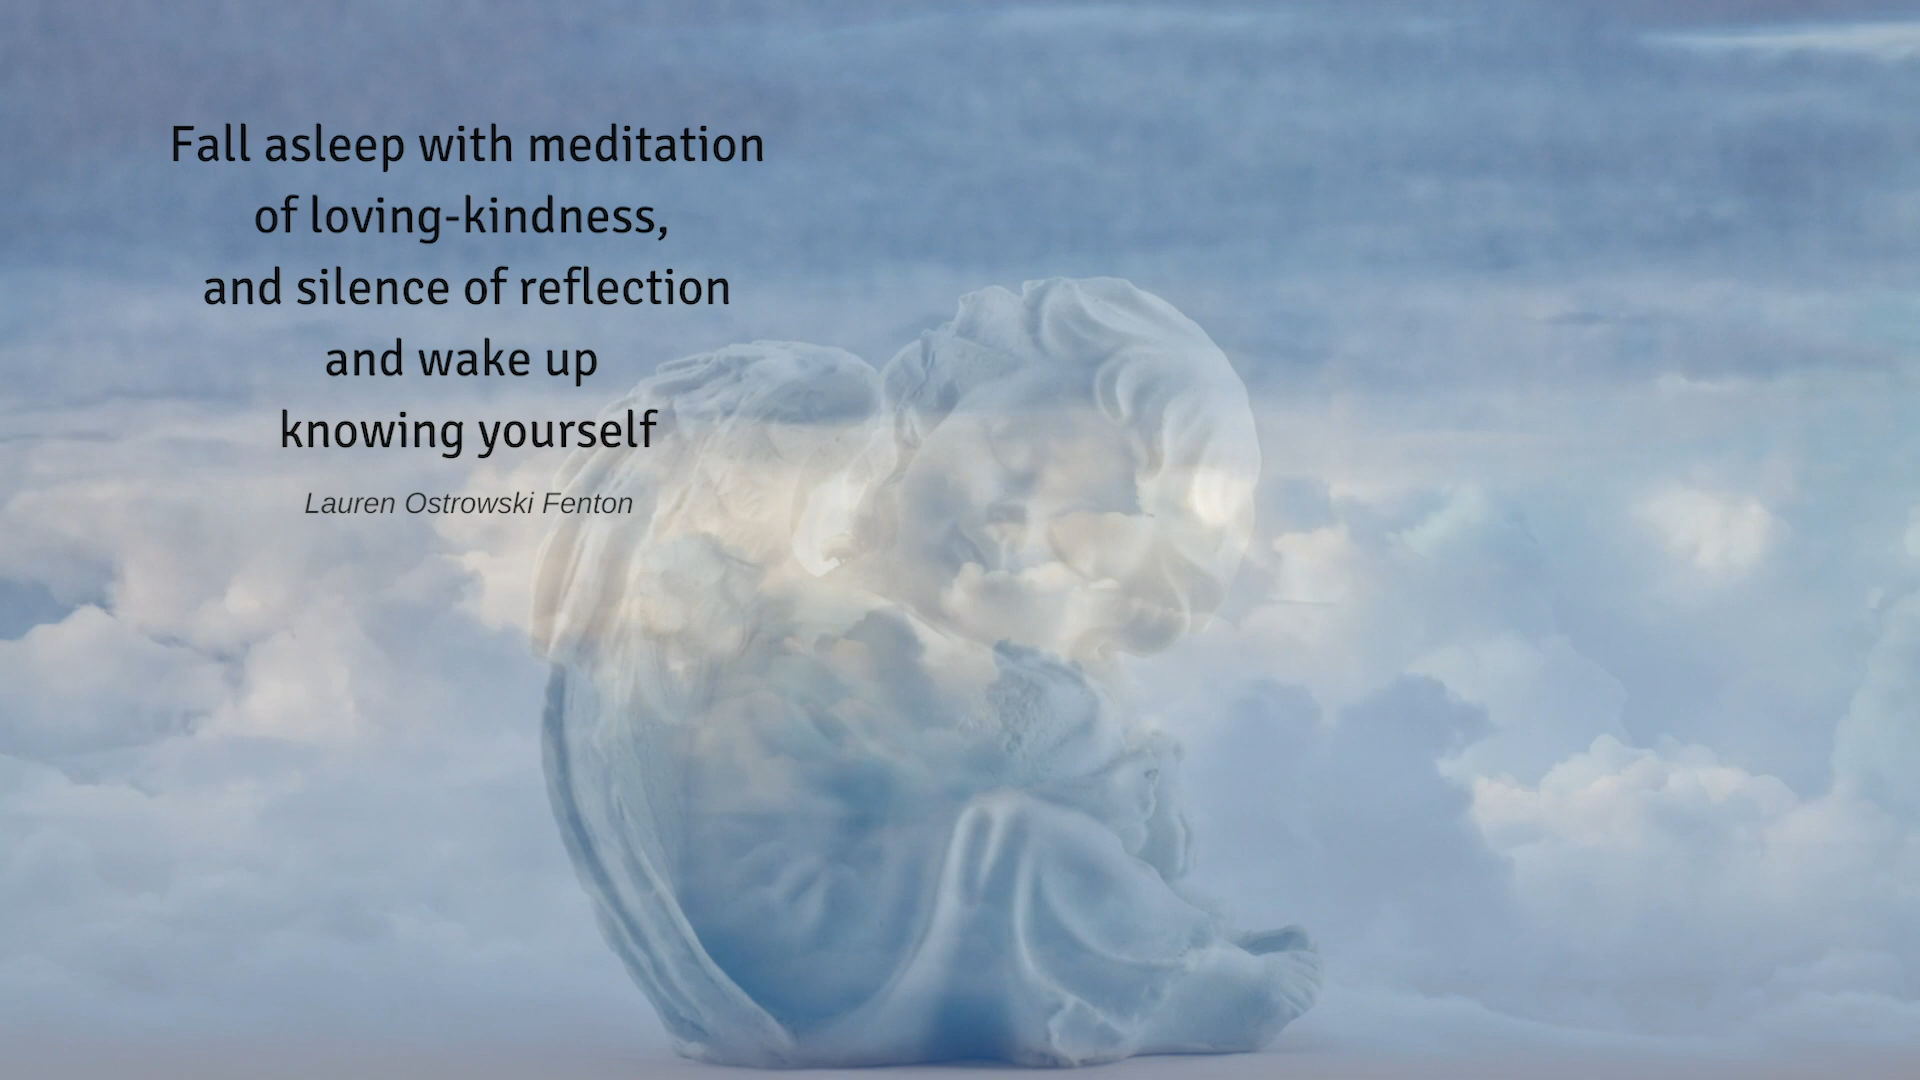 Fall asleep with meditation
of loving-kindness,
and silence of reflection
and wake up
knowing yourself
Lauren Ostrowski Fenton